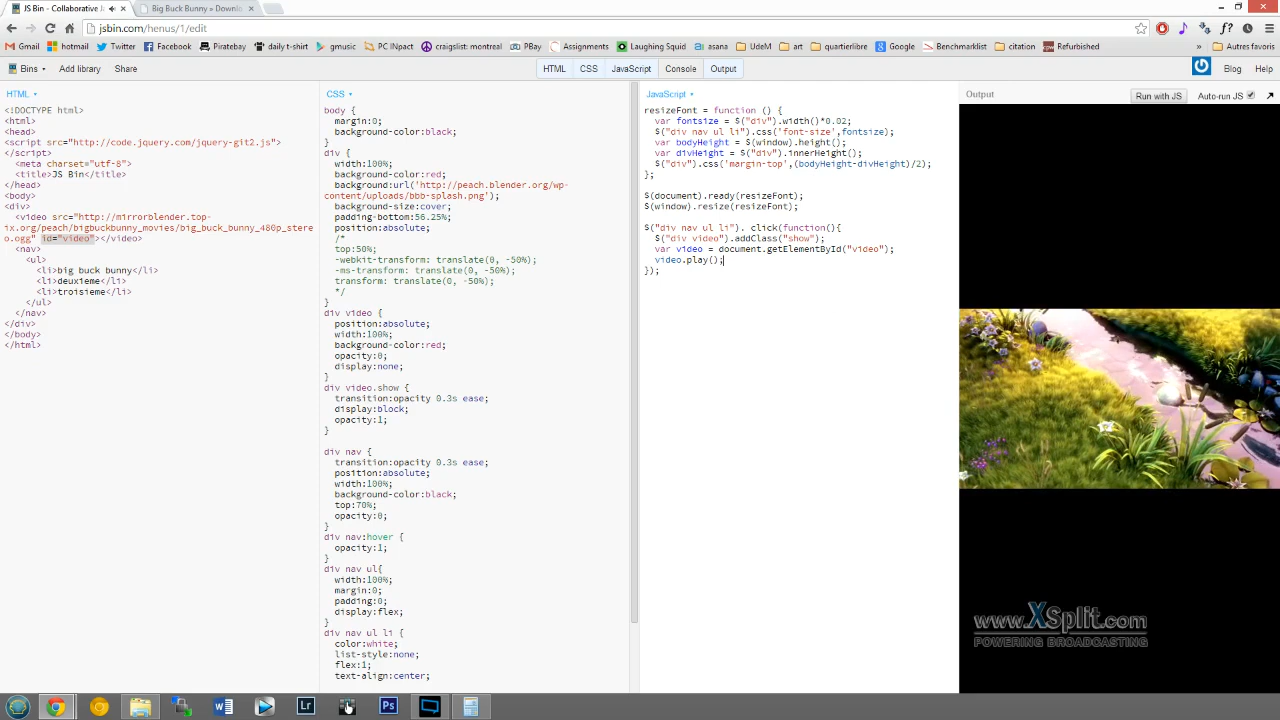 JS Bin - Collaborative J
Big Buck Bunny » Downlo
jsbin.com/henus/1/edit
Gmail hotmail Twitter Facebook Piratebay daily t-shirt gmusic PC INpact craigslist: montreal PBay Assignments Laughing Squid asana UdeM art quartierlibre Google Benchmarklist citation Refurbished » Autres favoris
Bins Add library Share HTML CSS JavaScript Console Output Blog Help
HTML
<!DOCTYPE html>
<html>
<head>
<script src="http://code.jquery.com/jquery-git2.js">
</script>
<meta charset="utf-8">
<title>JS Bin</title>
</head>
<body>
<div>
<video src="http://mirrorblender.top-
ix.org/peach/bigbuckbunny_movies/big_buck_bunny_480p_stere
o.ogg" id="video"></video>
<nav>
<ul>
<li>big buck bunny</li>
<li>deuxieme</li>
<li>troisieme</li>
</ul>
</nav>
</div>
</body>
</html>
CSS
body {
margin:0;
background-color:black;
}
div {
width:100%;
background-color:red;
background:url('http://peach.blender.org/wp-
content/uploads/bbb-splash.png');
background-size:cover;
padding-bottom:56.25%;
position:absolute;
/*
top:50%;
-webkit-transform: translate(0, -50%);
-ms-transform: translate(0, -50%);
transform: translate(0, -50%);
*/
}
div video {
position:absolute;
width:100%;
background-color:red;
opacity:0;
display:none;
}
div video.show {
transition:opacity 0.3s ease;
display:block;
opacity:1;
}
div nav {
transition:opacity 0.3s ease;
position:absolute;
width:100%;
background-color:black;
top:70%;
opacity:0;
}
div nav:hover {
opacity:1;
}
div nav ul{
width:100%;
margin:0;
padding:0;
display:flex;
}
div nav ul li {
color:white;
list-style:none;
flex:1;
text-align:center;
JavaScript
resizeFont = function () {
var fontsize = $("div").width()*0.02;
$("div nav ul li").css('font-size',fontsize);
var bodyHeight = $(window).height();
var divHeight = $("div").innerHeight();
$("div").css('margin-top',(bodyHeight-divHeight)/2);
};
$(document).ready(resizeFont);
$(window).resize(resizeFont);
$("div nav ul li"). click(function(){
$("div video").addClass("show");
var video = document.getElementById("video");
video.play();
});
Output
Run with JS
Auto-run JS
www.XSplit.com
POWERING BROADCASTING